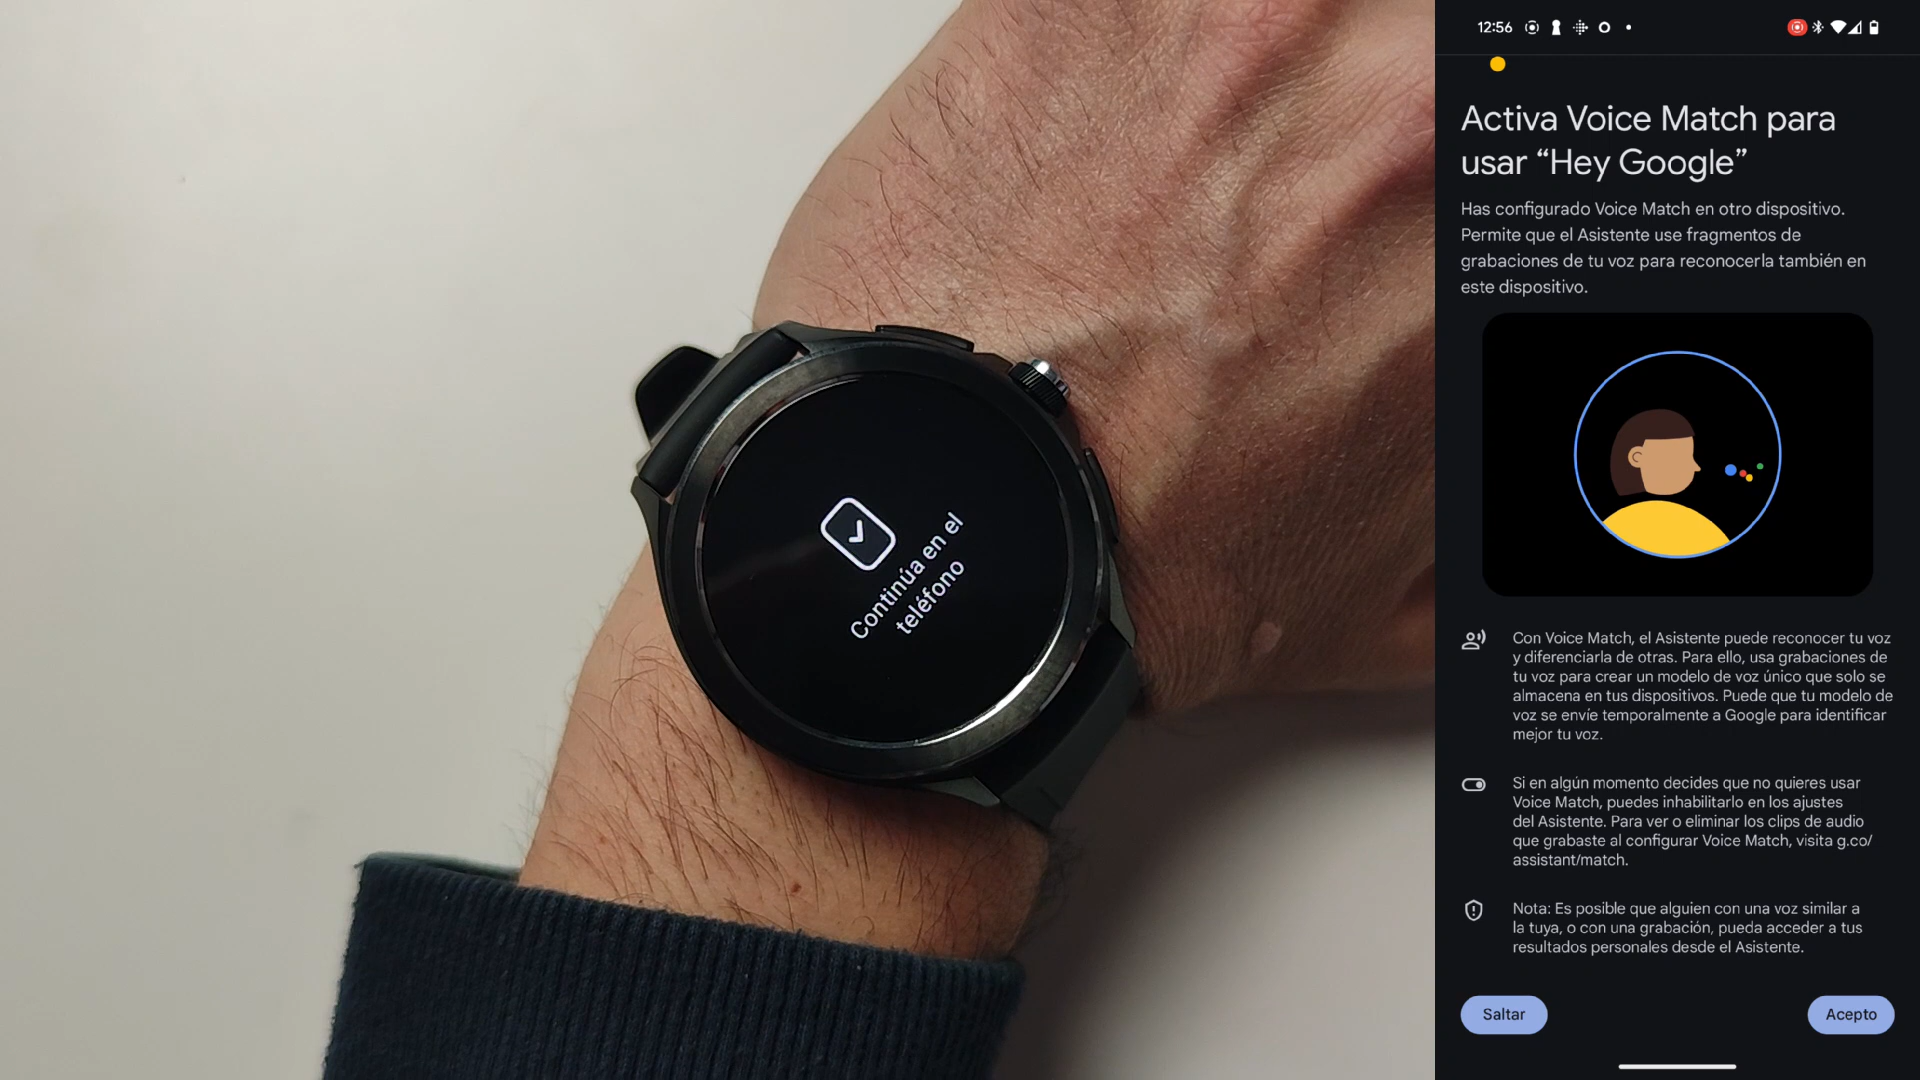 Continúa en el
teléfono
12:56
Activa Voice Match para
usar “Hey Google”
Has configurado Voice Match en otro dispositivo.
Permite que el Asistente use fragmentos de
grabaciones de tu voz para reconocerla también en
este dispositivo.
Con Voice Match, el Asistente puede reconocer tu voz
y diferenciarla de otras. Para ello, usa grabaciones de
tu voz para crear un modelo de voz único que solo se
almacena en tus dispositivos. Puede que tu modelo de
voz se envíe temporalmente a Google para identificar
mejor tu voz.
Si en algún momento decides que no quieres usar
Voice Match, puedes inhabilitarlo en los ajustes
del Asistente. Para ver o eliminar los clips de audio
que grabaste al configurar Voice Match, visita g.co/
assistant/match.
Nota: Es posible que alguien con una voz similar a
la tuya, o con una grabación, pueda acceder a tus
resultados personales desde el Asistente.
Saltar
Acepto